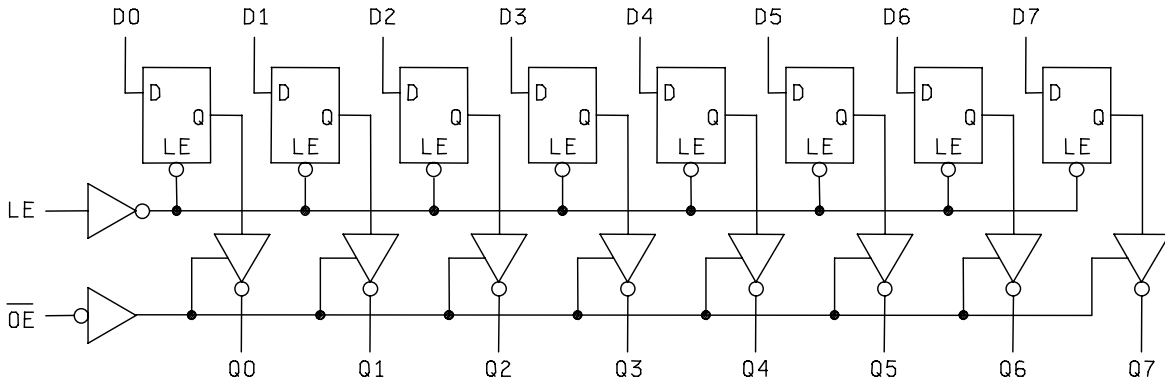 D0 D1 D2 D3 D4 D5 D6 D7
D D D D D D D D
Q Q Q Q Q Q Q Q
LE LE LE LE LE LE LE LE
LE
OE
Q0 Q1 Q2 Q3 Q4 Q5 Q6 Q7